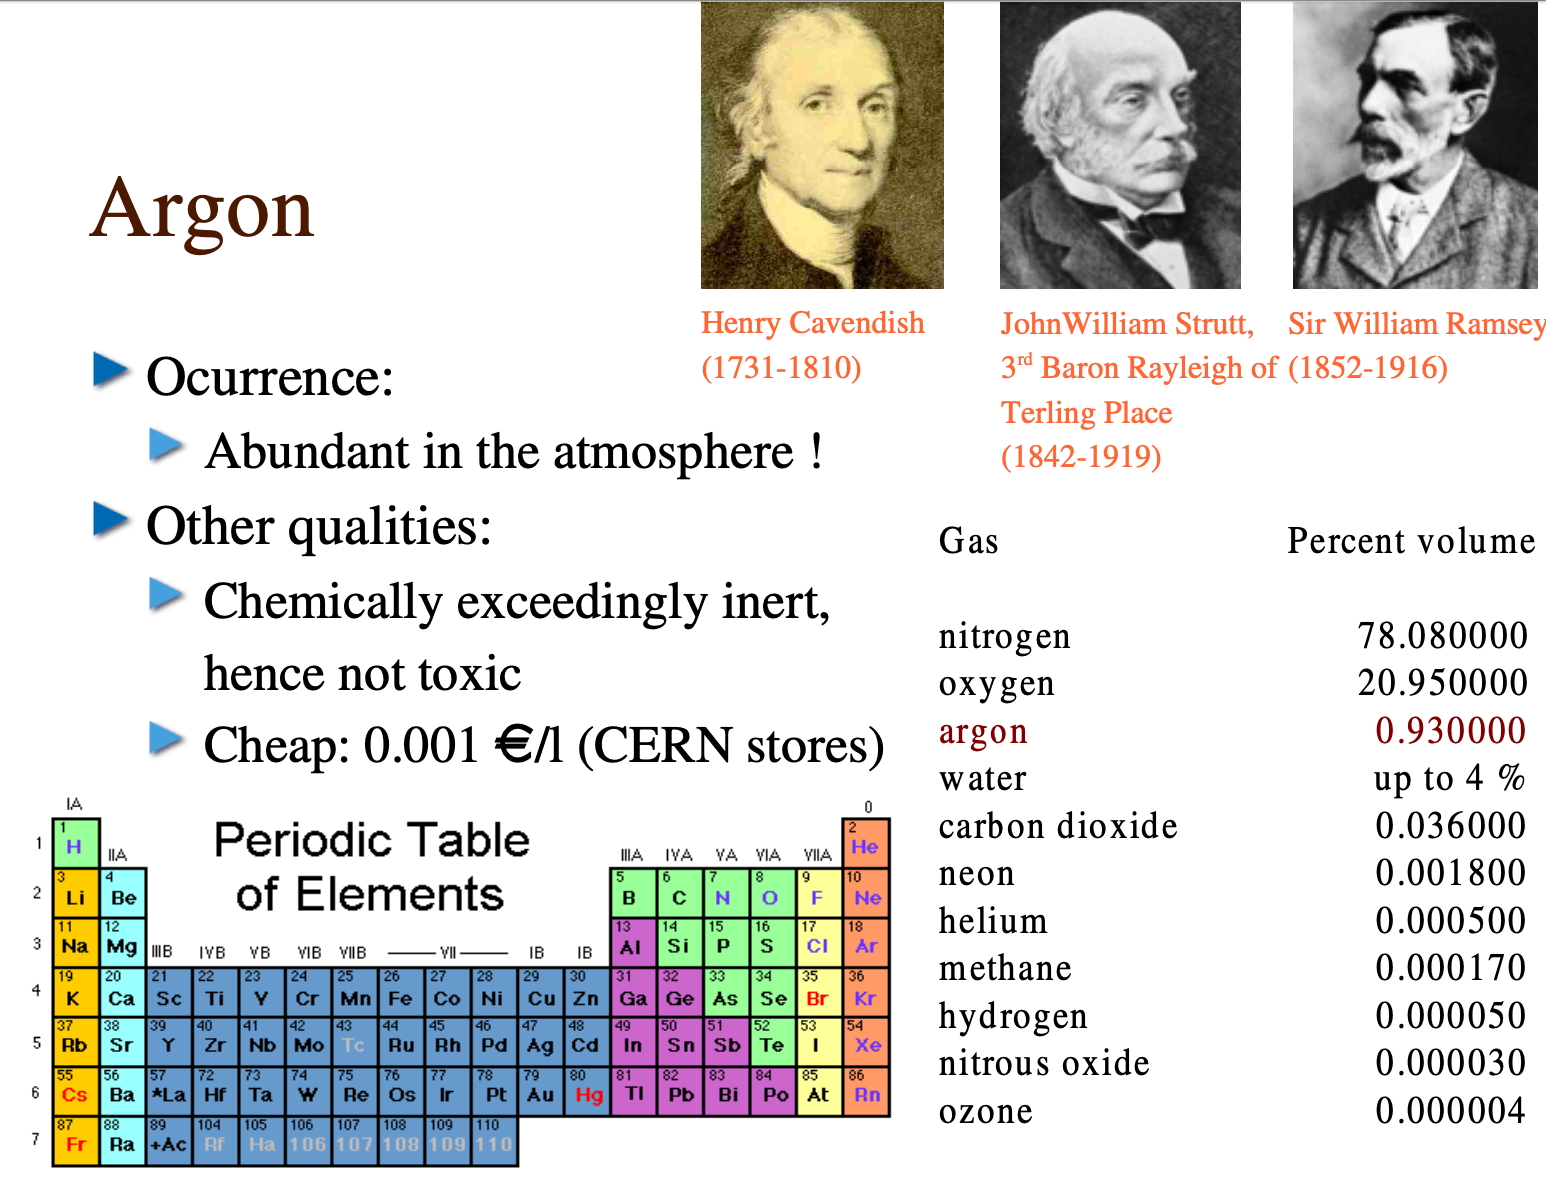 Argon
Henry Cavendish
(1731-1810)
JohnWilliam Strutt,
3rd Baron Rayleigh of
Terling Place
(1842-1919)
Sir William Ramsey
(1852-1916)
Ocurrence:
Abundant in the atmosphere !
Other qualities:
Chemically exceedingly inert,
hence not toxic
Cheap: 0.001 €/l (CERN stores)
Gas Percent volume
nitrogen 78.080000
oxygen 20.950000
argon 0.930000
water up to 4 %
carbon dioxide 0.036000
neon 0.001800
helium 0.000500
methane 0.000170
hydrogen 0.000050
nitrous oxide 0.000030
ozone 0.000004
Periodic Table
of Elements
IA 0
1 1 H 2 He
IIA IIIA IVA VA VIA VIIA
2 3 Li 4 Be 5 B 6 C 7 N 8 O 9 F 10 Ne
3 11 Na 12 Mg 13 Al 14 Si 15 P 16 S 17 Cl 18 Ar
IIIB IVB VB VIB VIIB VII IB IB
4 19 K 20 Ca 21 Sc 22 Ti 23 V 24 Cr 25 Mn 26 Fe 27 Co 28 Ni 29 Cu 30 Zn 31 Ga 32 Ge 33 As 34 Se 35 Br 36 Kr
5 37 Rb 38 Sr 39 Y 40 Zr 41 Nb 42 Mo 43 Tc 44 Ru 45 Rh 46 Pd 47 Ag 48 Cd 49 In 50 Sn 51 Sb 52 Te 53 I 54 Xe
6 55 Cs 56 Ba 57 *La 72 Hf 73 Ta 74 W 75 Re 76 Os 77 Ir 78 Pt 79 Au 80 Hg 81 Tl 82 Pb 83 Bi 84 Po 85 At 86 Rn
7 87 Fr 88 Ra 89 +Ac 104 Rf 105 Ha 106 106 107 107 108 108 109 109 110 110